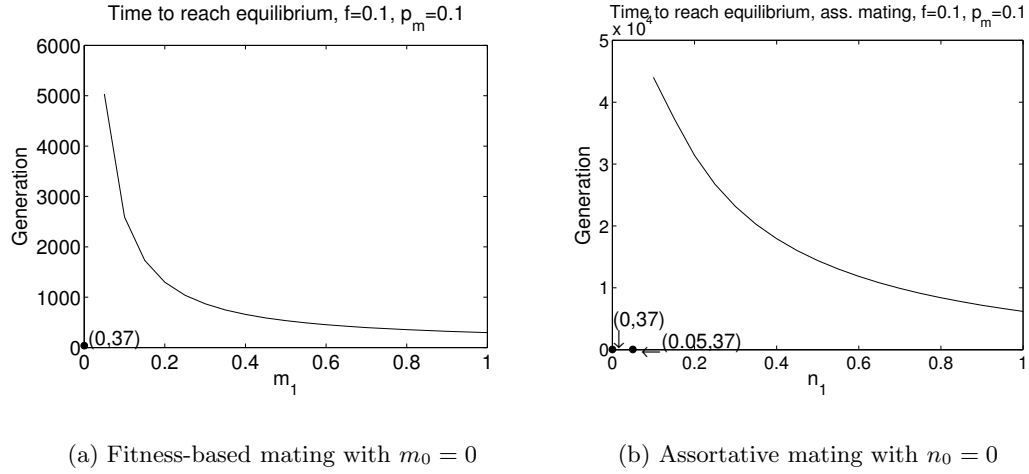 Time to reach equilibrium, f=0.1, p_m=0.1
6000
5000
4000
3000
2000
1000
0
Generation
(0,37)
0 0.2 0.4 0.6 0.8 1
m_1
(a) Fitness-based mating with m_0 = 0
Time to reach equilibrium, ass. mating, f=0.1, p_m=0.1
x 10^4
5
4
3
2
1
0
Generation
(0,37)
(0.05,37)
0 0.2 0.4 0.6 0.8 1
n_1
(b) Assortative mating with n_0 = 0